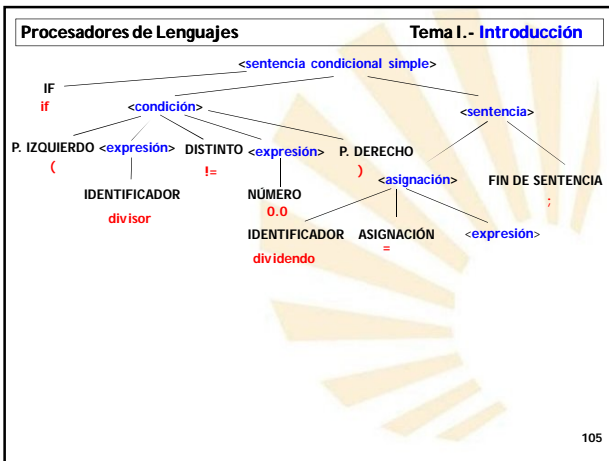 Procesadores de Lenguajes Tema I.- Introducción
<sentencia condicional simple>
IF
if
<condición> <sentencia>
P. IZQUIERDO <expresión> DISTINTO <expresión> P. DERECHO
( != )
<asignación> FIN DE SENTENCIA
;
IDENTIFICADOR NÚMERO
divisor 0.0
IDENTIFICADOR ASIGNACIÓN <expresión>
dividendo =
105